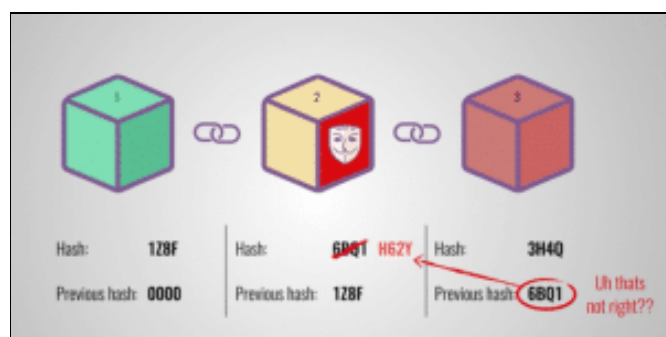 1 2 3
Hash: 1Z8F Hash: 6BQ1 H62Y Hash: 3H4Q
Previous hash: 0000 Previous hash: 1Z8F Previous hash: 6BQ1
Uh thats
not right??